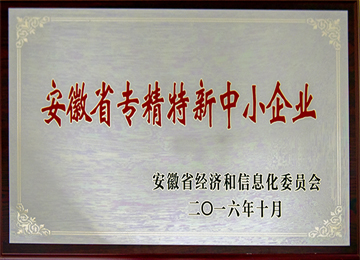 安徽省专精特新中小企业
安徽省经济和信息化委员会
二〇一六年十月